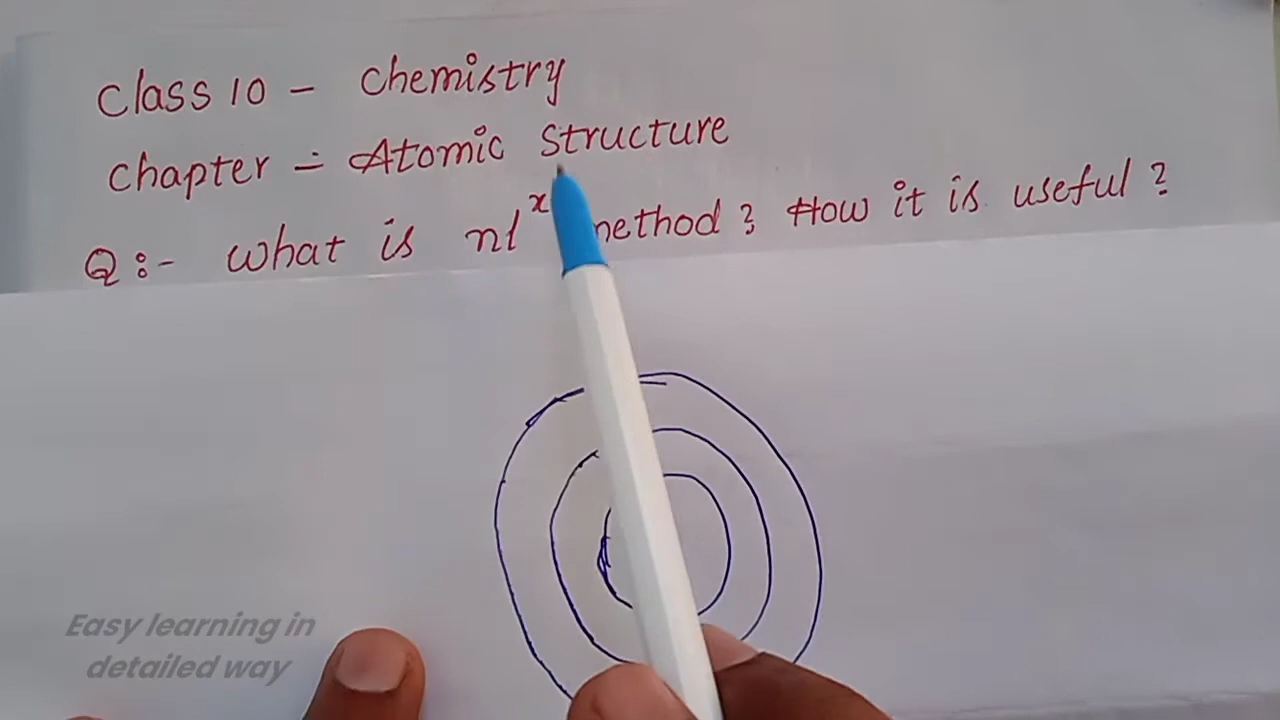 Class 10 - Chemistry
Chapter - Atomic Structure
Q:- What is nl^x method? How it is useful?
Easy learning in
detailed way